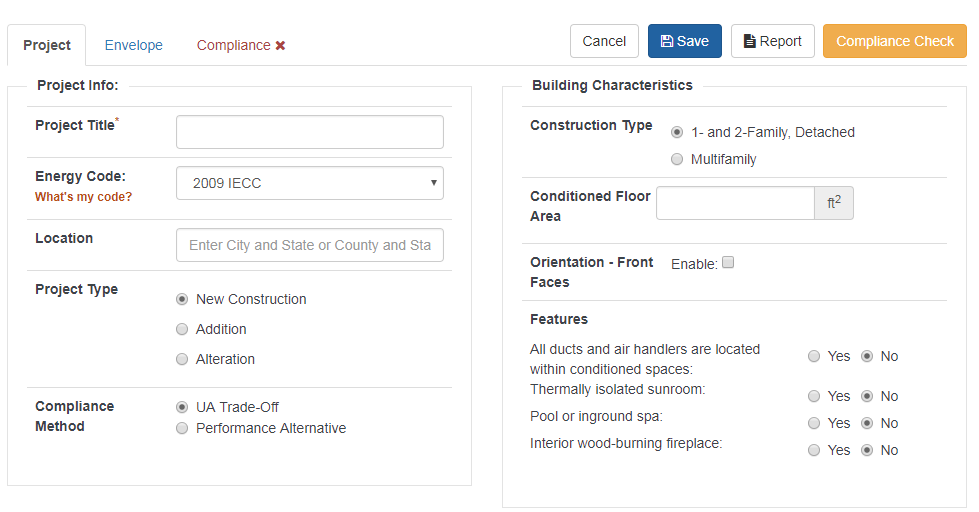 Project
Envelope
Compliance ✖
Cancel
Save
Report
Compliance Check
Project Info:
Project Title*
Energy Code:
What's my code?
2009 IECC
Location
Enter City and State or County and Sta
Project Type
New Construction
Addition
Alteration
Compliance
Method
UA Trade-Off
Performance Alternative
Building Characteristics
Construction Type
1- and 2-Family, Detached
Multifamily
Conditioned Floor
Area
ft2
Orientation - Front
Faces
Enable:
Features
All ducts and air handlers are located
within conditioned spaces:
Yes No
Thermally isolated sunroom:
Yes No
Pool or inground spa:
Yes No
Interior wood-burning fireplace:
Yes No